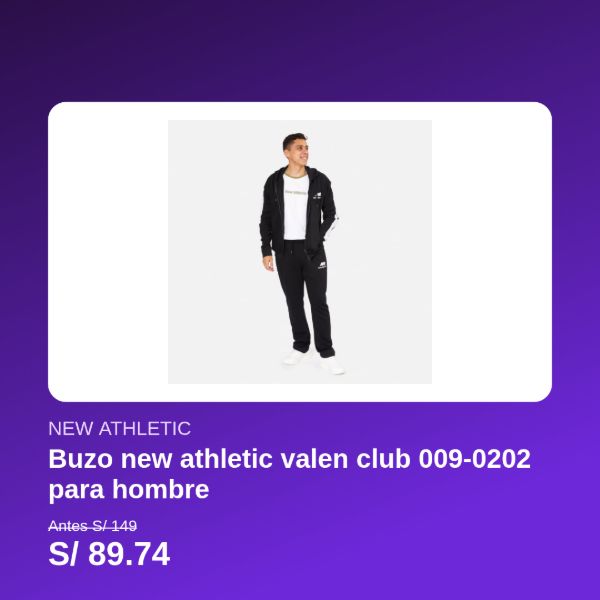 NEW ATHLETIC
Buzo new athletic valen club 009-0202
para hombre
Antes S/ 149
S/ 89.74